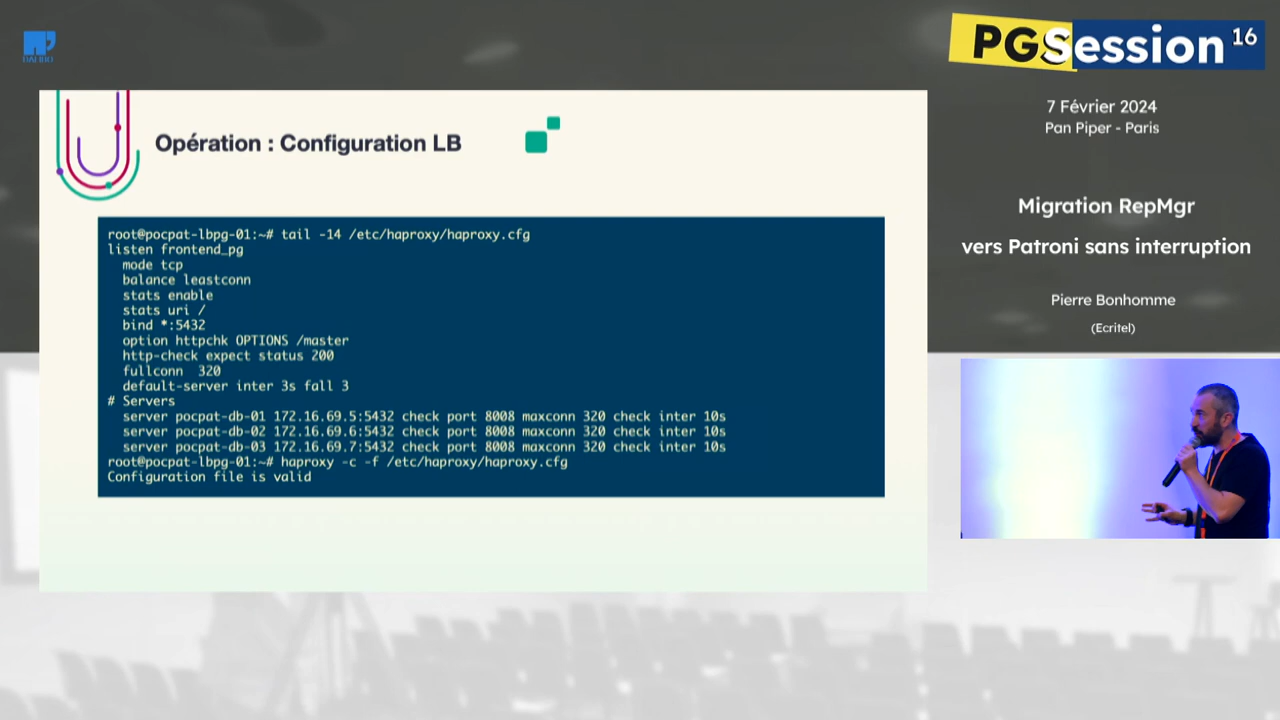 DALIBO
PGSession 16
7 Février 2024
Pan Piper - Paris
Migration RepMgr
vers Patroni sans interruption
Pierre Bonhomme
(Ecritel)
Opération : Configuration LB
root@pocpat-lbpg-01:~# tail -14 /etc/haproxy/haproxy.cfg
listen frontend_pg
mode tcp
balance leastconn
stats enable
stats uri /
bind *:5432
option httpchk OPTIONS /master
http-check expect status 200
fullconn  320
default-server inter 3s fall 3
# Servers
server pocpat-db-01 172.16.69.5:5432 check port 8008 maxconn 320 check inter 10s
server pocpat-db-02 172.16.69.6:5432 check port 8008 maxconn 320 check inter 10s
server pocpat-db-03 172.16.69.7:5432 check port 8008 maxconn 320 check inter 10s
root@pocpat-lbpg-01:~# haproxy -c -f /etc/haproxy/haproxy.cfg
Configuration file is valid